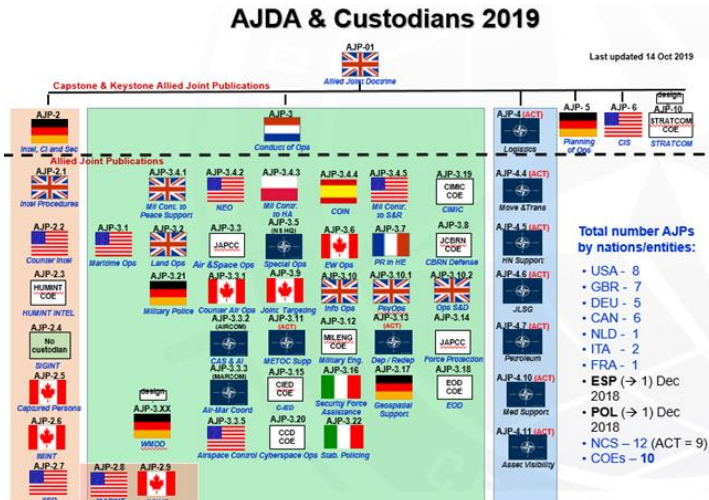 AJDA & Custodians 2019
AJP-01
Allied Joint Doctrine
Last updated 14 Oct 2019
Capstone & Keystone Allied Joint Publications
AJP-2
Intel, CI and Sec
AJP-3
Conduct of Ops
AJP-4 (ACT)
Logistics
AJP- 5
Planning
of Ops
AJP- 6
CIS
design
AJP-10
STRATCOM
COE
STRATCOM
Allied Joint Publications
AJP-2.1
Intel Procedures
AJP-3.4.1
Mil Cont. to
Peace Support
AJP-3.4.2
NEO
AJP-3.4.3
Mil Contr.
to HA
AJP-3.4.4
COIN
AJP-3.4.5
Mil Contr.
to S&R
AJP-3.19
CIMIC
COE
CIMIC
AJP-4.4 (ACT)
Move &Trans
AJP-2.2
Counter Intel
AJP-3.1
Maritime Ops
AJP-3.2
Land Ops
AJP-3.3
JAPCC
Air &Space Ops
AJP-3.5
(NSHQ)
Special Ops
AJP-3.6
EW Ops
AJP-3.7
PR in HE
AJP-3.8
JCBRN
COE
CBRN Defense
AJP-4.5 (ACT)
HN Support
AJP-2.3
HUMINT
COE
HUMINT INTEL
AJP-3.21
Military Police
AJP-3.3.1
Counter Air Ops
AJP-3.9
Joint Targeting
AJP-3.10
Info Ops
AJP-3.10.1
PsyOps
AJP-3.10.2
Ops S&D
AJP-4.6 (ACT)
JLSG
AJP-2.4
No
custodian
SIGINT
AJP-3.3.2
(AIRCOM)
CAS & AI
AJP-3.11
(ACT)
METOC Supp
AJP-3.12
MILENG
COE
Military Eng.
AJP-3.13
(ACT)
Dep / Redep
AJP-3.14
JAPCC
Force Protection
AJP-4.7 (ACT)
Petroleum
AJP-2.5
Captured Persons
design
AJP-3.XX
WMDD
AJP-3.3.3
(MARCOM)
Air-Mar Coord
AJP-3.15
CIED
COE
C-IED
AJP-3.16
Security Force
Assistance
AJP-3.17
Geospatial
Support
AJP-3.18
EOD
COE
EOD
AJP-4.10 (ACT)
Med Support
AJP-2.6
IMINT
AJP-3.3.5
Airspace Control
AJP-3.20
CCD
COE
Cyberspace Ops
AJP-3.22
Stab. Policing
AJP-4.11 (ACT)
Asset Visibility
AJP-2.7
AJP-2.8
AJP-2.9
Total number AJPs
by nations/entities:
• USA - 8
• GBR - 7
• DEU - 5
• CAN - 6
• NLD - 1
• ITA - 2
• FRA - 1
• ESP (→ 1) Dec
2018
• POL (→ 1) Dec
2018
• NCS – 12 (ACT = 9)
• COEs – 10